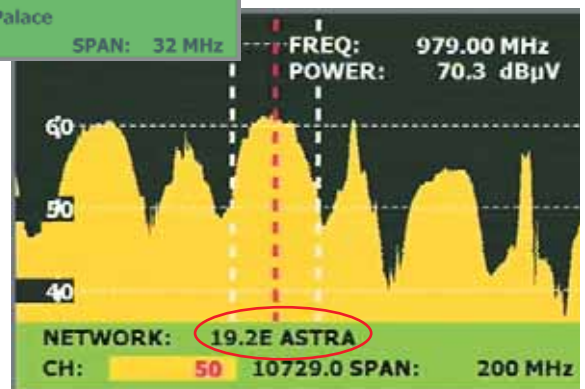 Palace
SPAN: 32 MHz
FREQ: 979.00 MHz
POWER: 70.3 dBµV
60
50
40
NETWORK: 19.2E ASTRA
CH: 50 10729.0 SPAN: 200 MHz